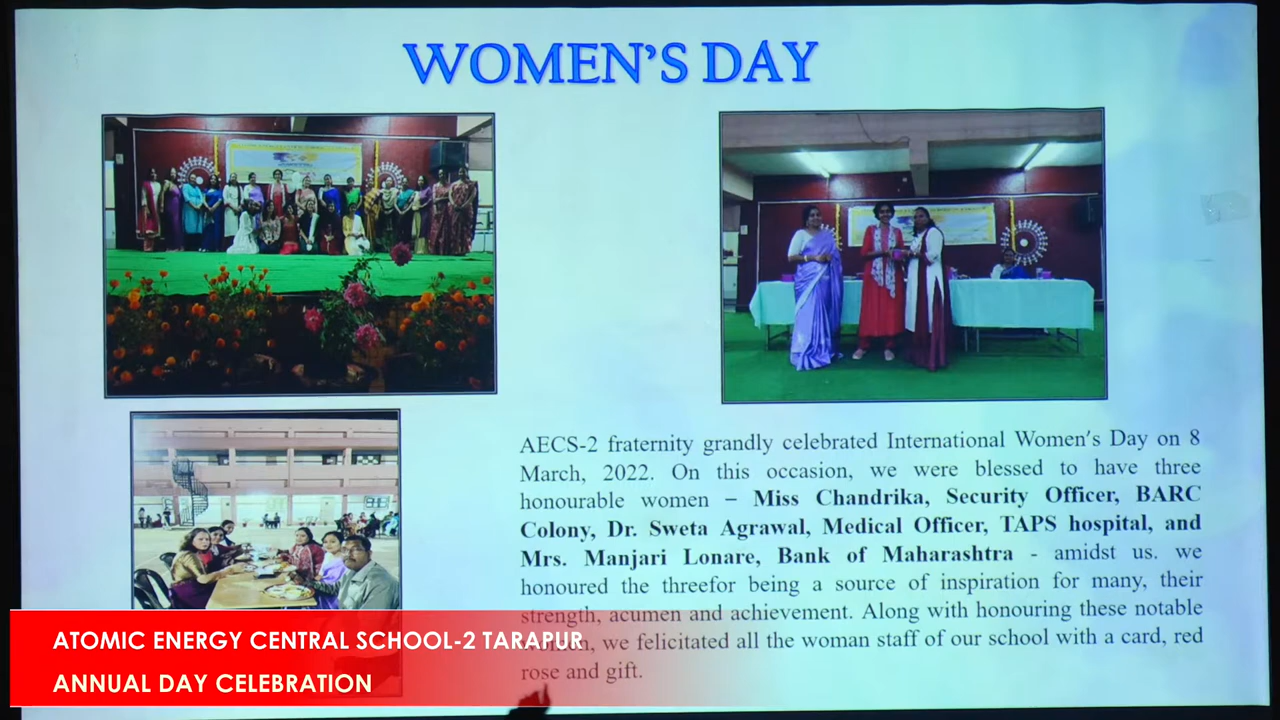 WOMEN'S DAY
AECS-2 fraternity grandly celebrated International Women's Day on 8
March, 2022. On this occasion, we were blessed to have three
honourable women – Miss Chandrika, Security Officer, BARC
Colony, Dr. Sweta Agrawal, Medical Officer, TAPS hospital, and
Mrs. Manjari Lonare, Bank of Maharashtra - amidst us. we
honoured the threefor being a source of inspiration for many, their
strength, acumen and achievement. Along with honouring these notable
women, we felicitated all the woman staff of our school with a card, red
rose and gift.
ATOMIC ENERGY CENTRAL SCHOOL-2 TARAPUR
ANNUAL DAY CELEBRATION